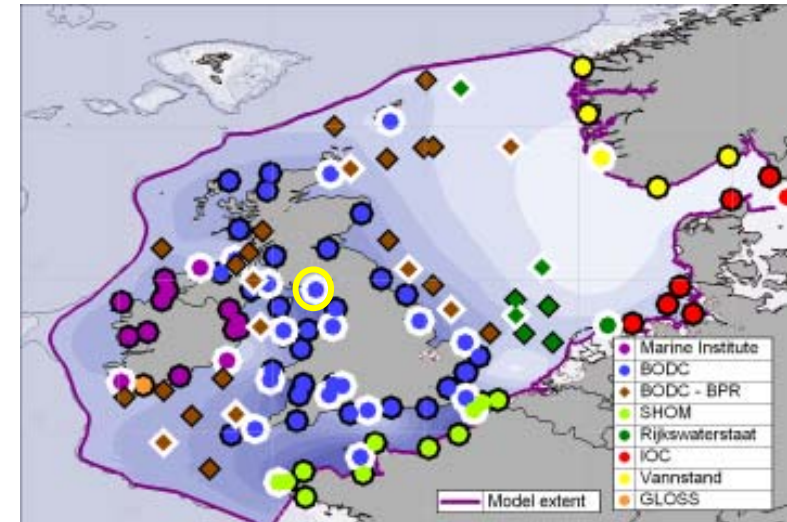 Marine Institute
BODC
BODC - BPR
SHOM
Rijkswaterstaat
IOC
Vannstand
GLOSS
Model extent